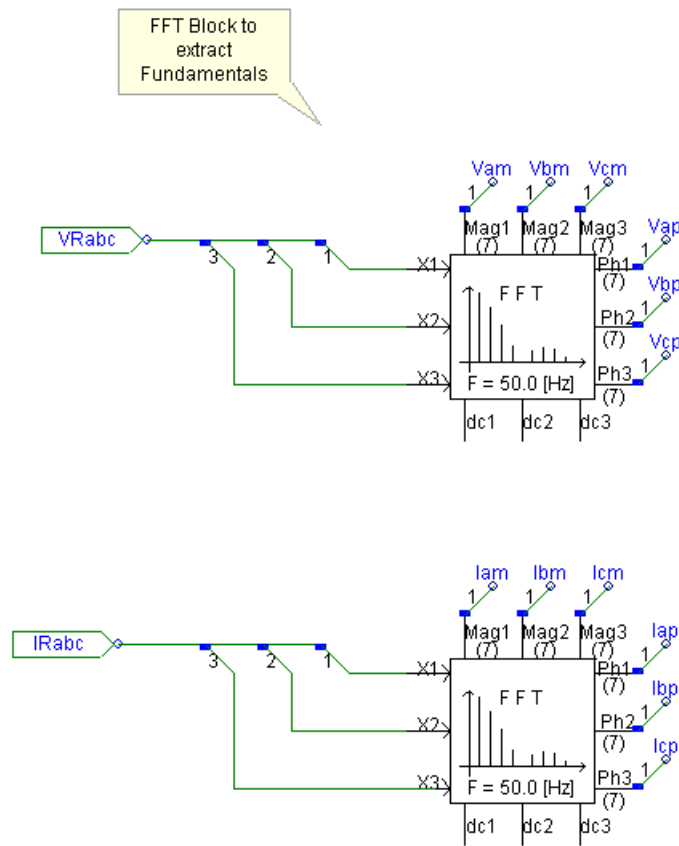 FFT Block to
extract
Fundamentals
Vam Vbm Vcm
1 1 1
Mag1 Mag2 Mag3
(7) (7) (7)
VRabc
3 2 1
X1 Ph1 1 Vap
(7)
F F T
X2 Ph2 1 Vbp
(7)
X3 Ph3 1 Vcp
F = 50.0 [Hz]
(7)
dc1 dc2 dc3
Iam Ibm Icm
1 1 1
Mag1 Mag2 Mag3
(7) (7) (7)
IRabc
3 2 1
X1 Ph1 1 Iap
(7)
F F T
X2 Ph2 1 Ibp
(7)
X3 Ph3 1 Icp
F = 50.0 [Hz]
(7)
dc1 dc2 dc3